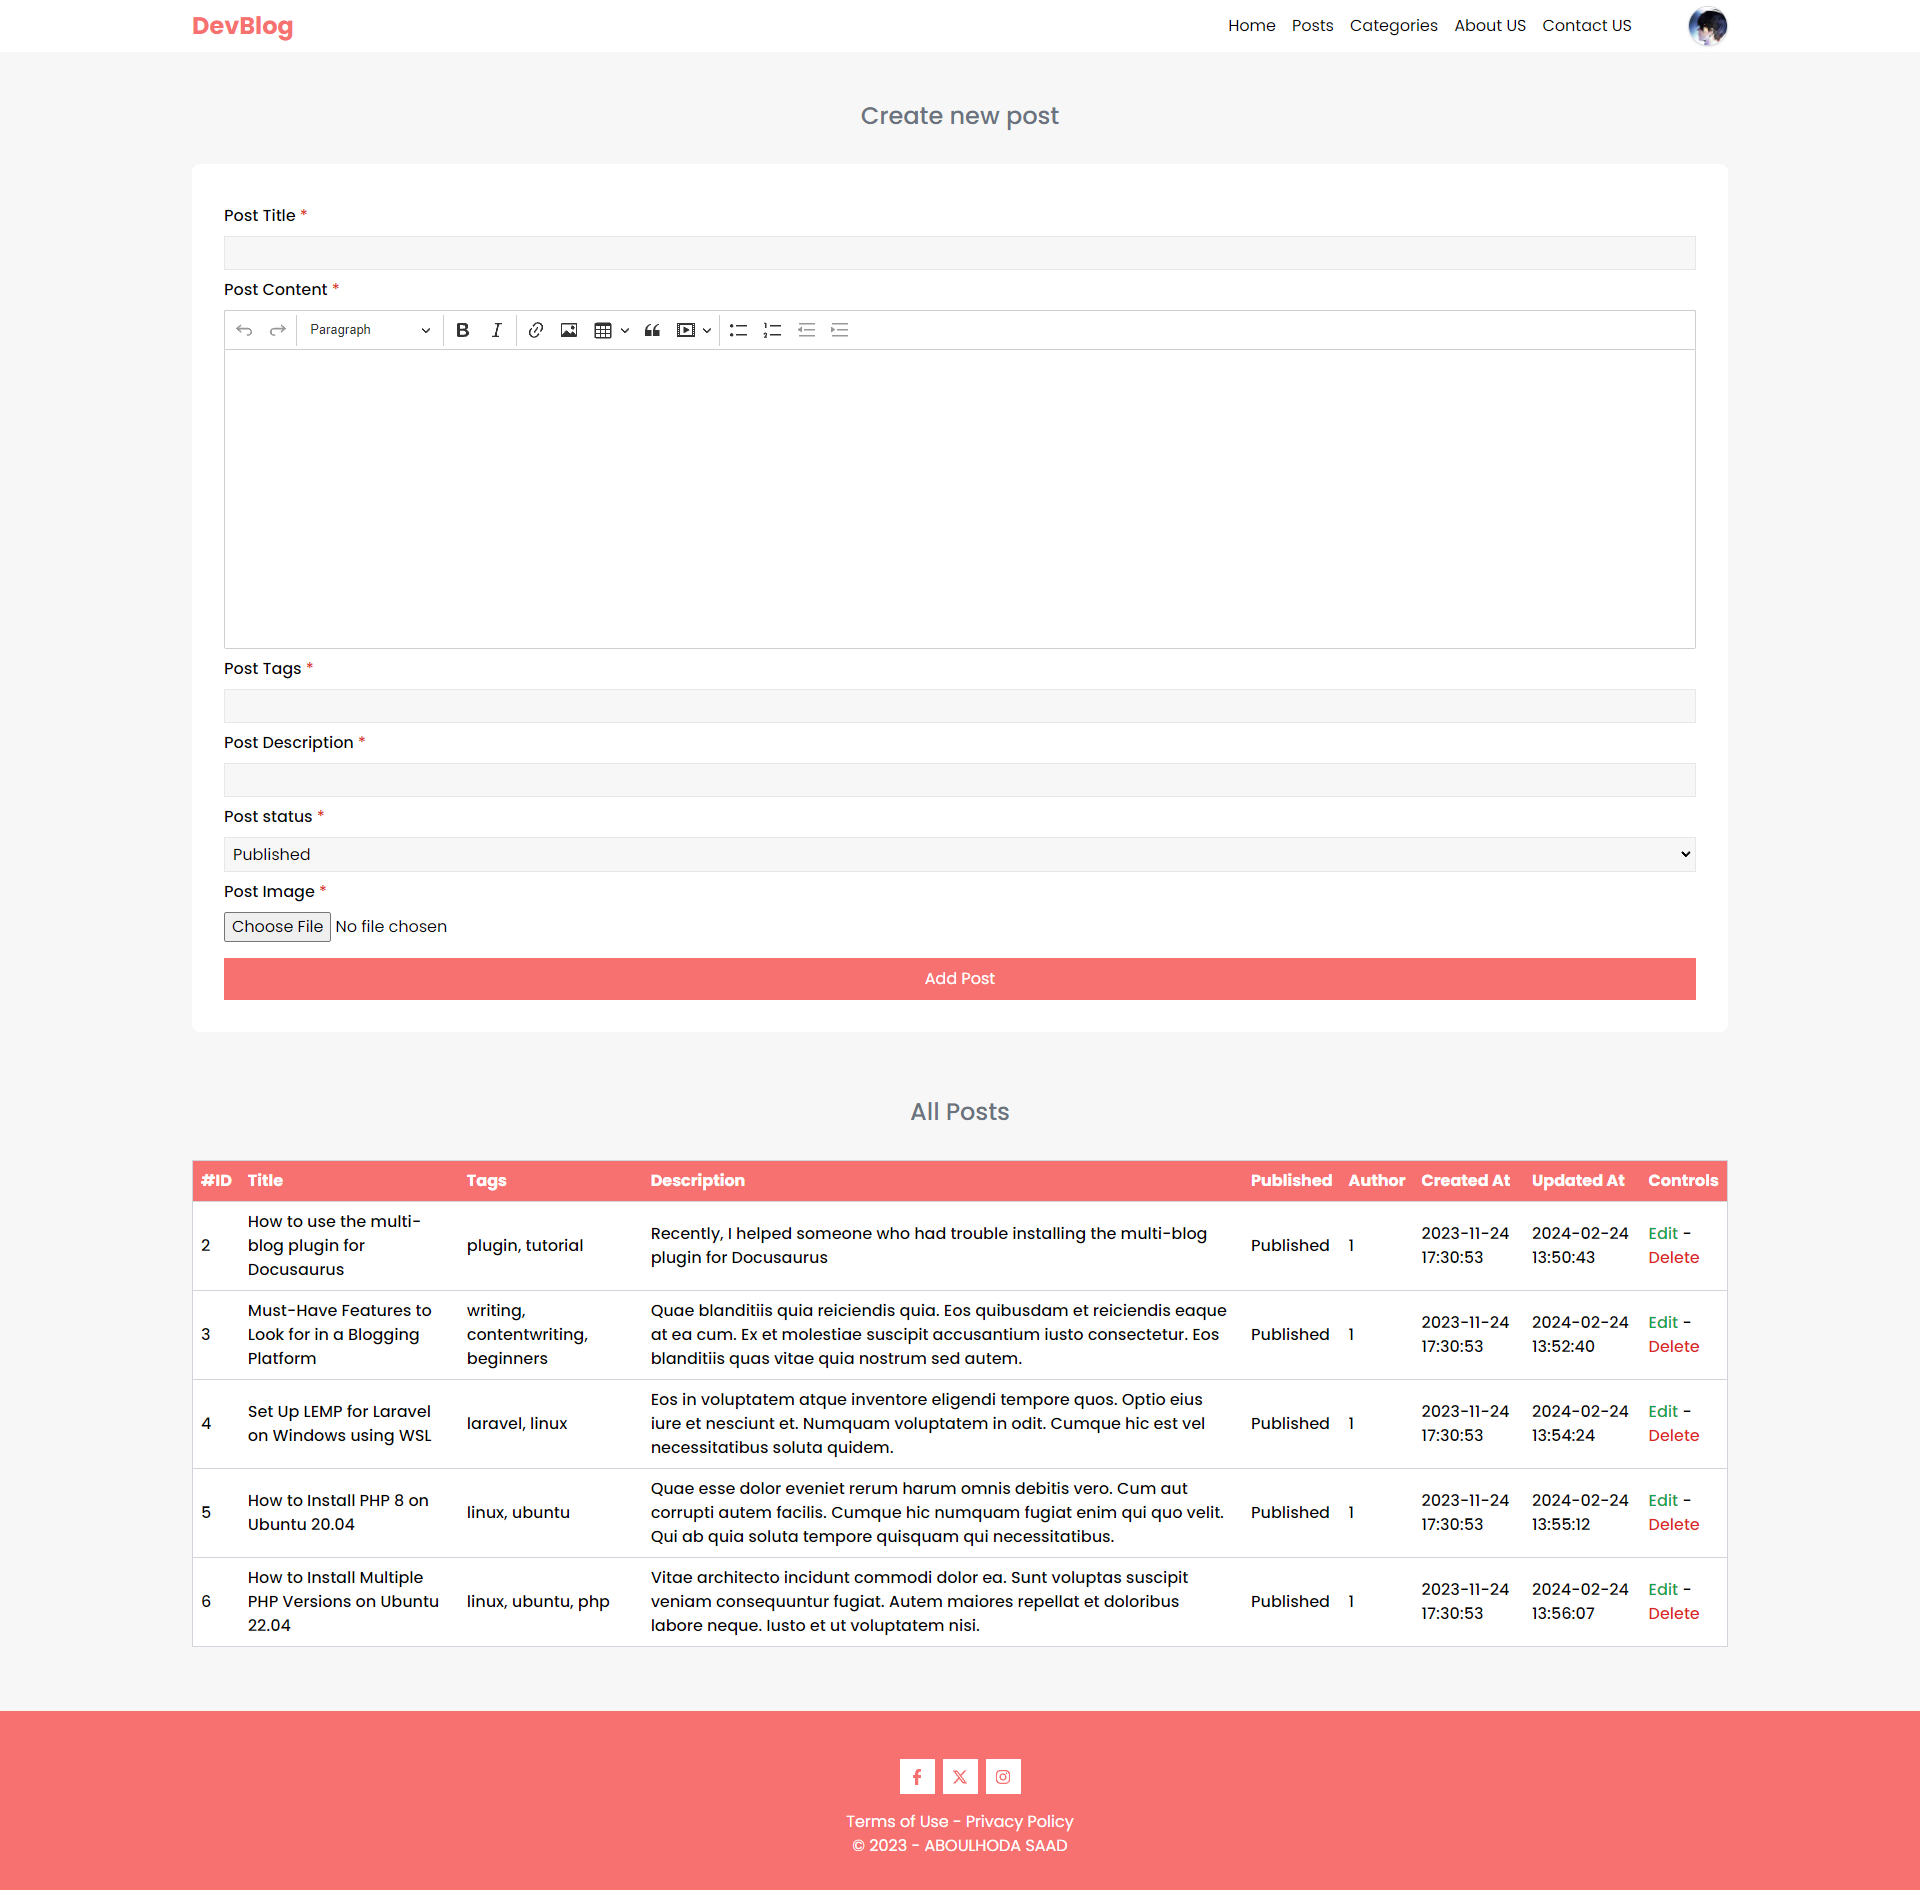 DevBlog
Home Posts Categories About US Contact US
Create new post
Post Title *
Post Content *
Paragraph
Post Tags *
Post Description *
Post status *
Published
Post Image *
Choose File No file chosen
Add Post
All Posts
#ID Title Tags Description Published Author Created At Updated At Controls
2
How to use the multi-
blog plugin for
Docusaurus
plugin, tutorial
Recently, I helped someone who had trouble installing the multi-blog
plugin for Docusaurus
Published
1
2023-11-24
17:30:53
2024-02-24
13:50:43
Edit -
Delete
3
Must-Have Features to
Look for in a Blogging
Platform
writing,
contentwriting,
beginners
Quae blanditiis quia reiciendis quia. Eos quibusdam et reiciendis eaque
at ea cum. Ex et molestiae suscipit accusantium iusto consectetur. Eos
blanditiis quas vitae quia nostrum sed autem.
Published
1
2023-11-24
17:30:53
2024-02-24
13:52:40
Edit -
Delete
4
Set Up LEMP for Laravel
on Windows using WSL
laravel, linux
Eos in voluptatem atque inventore eligendi tempore quos. Optio eius
iure et nesciunt et. Numquam voluptatem in odit. Cumque hic est vel
necessitatibus soluta quidem.
Published
1
2023-11-24
17:30:53
2024-02-24
13:54:24
Edit -
Delete
5
How to Install PHP 8 on
Ubuntu 20.04
linux, ubuntu
Quae esse dolor eveniet rerum harum omnis debitis vero. Cum aut
corrupti autem facilis. Cumque hic numquam fugiat enim qui quo velit.
Qui ab quia soluta tempore quisquam qui necessitatibus.
Published
1
2023-11-24
17:30:53
2024-02-24
13:55:12
Edit -
Delete
6
How to Install Multiple
PHP Versions on Ubuntu
22.04
linux, ubuntu, php
Vitae architecto incidunt commodi dolor ea. Sunt voluptas suscipit
veniam consequuntur fugiat. Autem maiores repellat et doloribus
labore neque. Iusto et ut voluptatem nisi.
Published
1
2023-11-24
17:30:53
2024-02-24
13:56:07
Edit -
Delete
Terms of Use - Privacy Policy
© 2023 - ABOULHODA SAAD